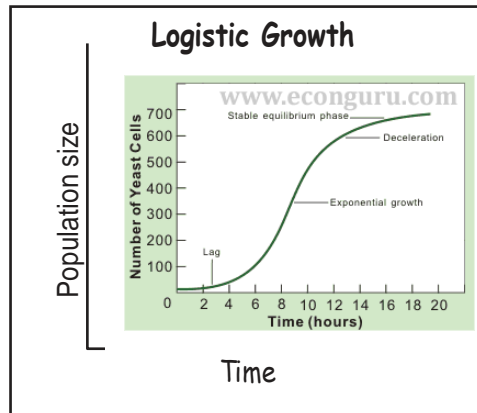 Logistic Growth
www.econguru.com
Population size
Number of Yeast Cells
700
600
500
400
300
200
100
Stable equilibrium phase
Deceleration
Exponential growth
Lag
0 2 4 6 8 10 12 14 16 18 20
Time (hours)
Time